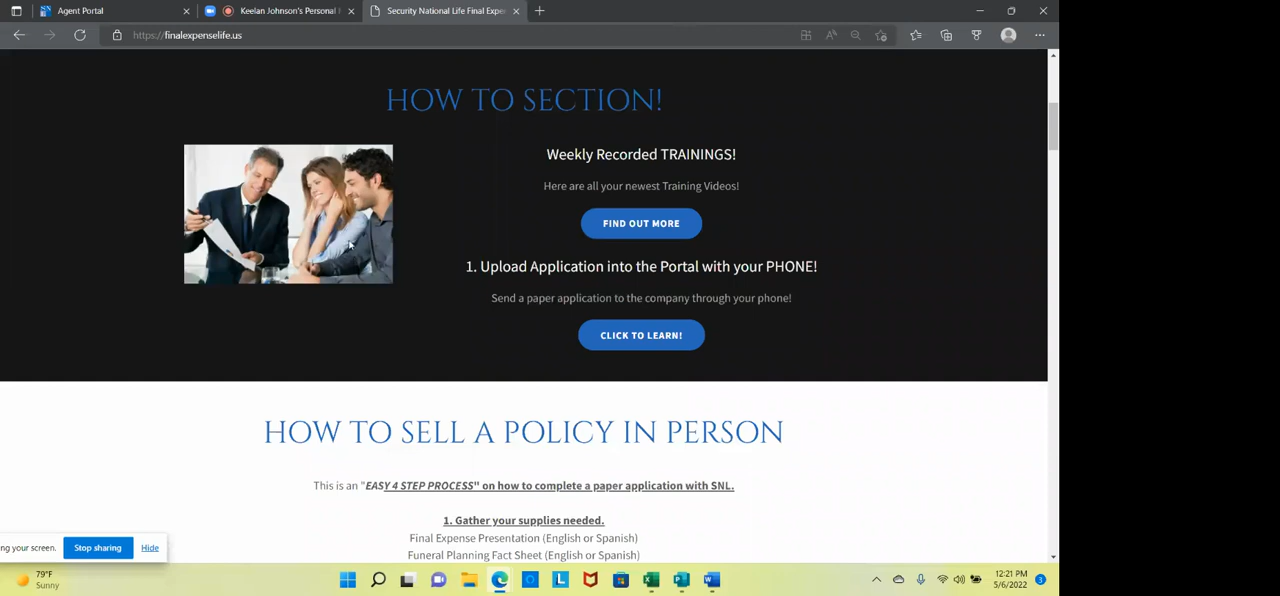 Agent Portal
Keelan Johnson's Personal
Security National Life Final Expe
https://finalexpenselife.us
HOW TO SECTION!
Weekly Recorded TRAININGS!
Here are all your newest Training Videos!
FIND OUT MORE
1. Upload Application into the Portal with your PHONE!
Send a paper application to the company through your phone!
CLICK TO LEARN!
HOW TO SELL A POLICY IN PERSON
This is an "EASY 4 STEP PROCESS" on how to complete a paper application with SNL.
1. Gather your supplies needed.
Final Expense Presentation (English or Spanish)
Funeral Planning Fact Sheet (English or Spanish)
ng your screen.
Stop sharing
Hide
79°F
Sunny
12:21 PM
5/6/2022
3